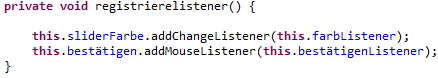 private void registrierelistener() {
this.sliderFarbe.addChangeListener(this.farbListener);
this.bestätigen.addMouseListener(this.bestätigenListener);
}